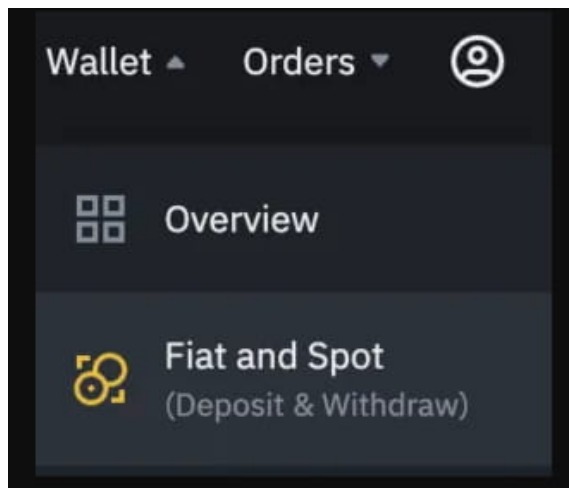 Wallet Orders
Overview
Fiat and Spot
(Deposit & Withdraw)